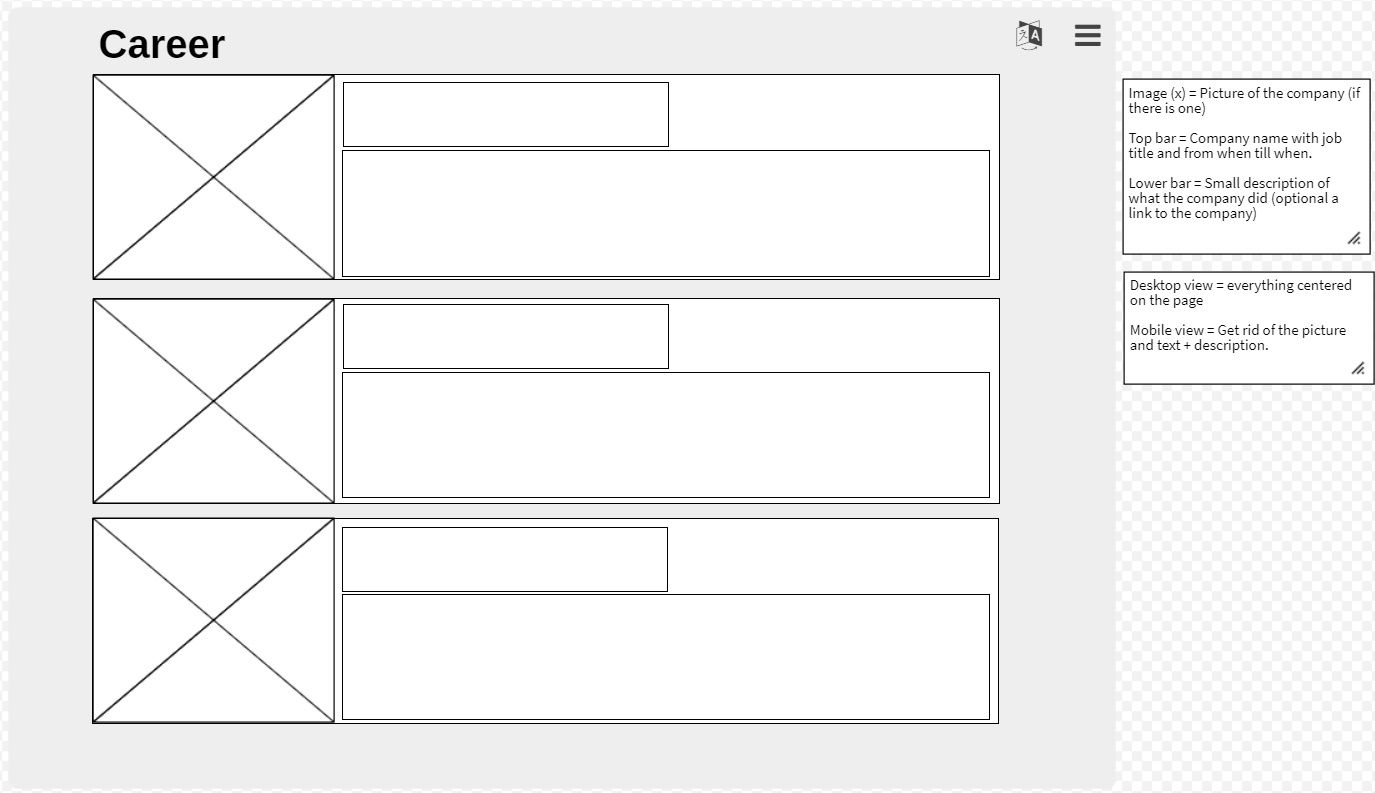 Career
Image (x) = Picture of the company (if
there is one)
Top bar = Company name with job
title and from when till when.
Lower bar = Small description of
what the company did (optional a
link to the company)
Desktop view = everything centered
on the page
Mobile view = Get rid of the picture
and text + description.